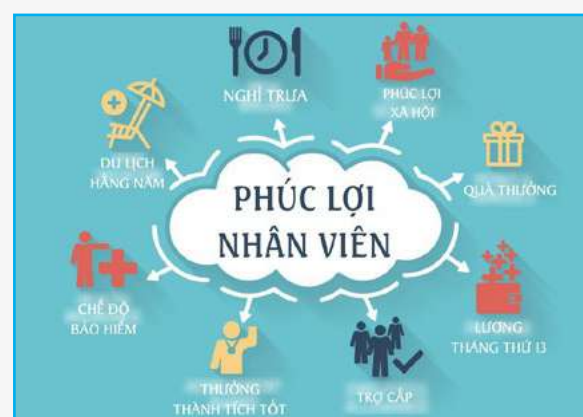 NGHỈ TRƯA
PHÚC LỢI
XÃ HỘI
DU LỊCH
HẰNG NĂM
QUÀ THƯỞNG
PHÚC LỢI
NHÂN VIÊN
CHẾ ĐỘ
BẢO HIỂM
LƯƠNG
THÁNG THỨ 13
THƯỞNG
THÀNH TÍCH TỐT
TRỢ CẤP